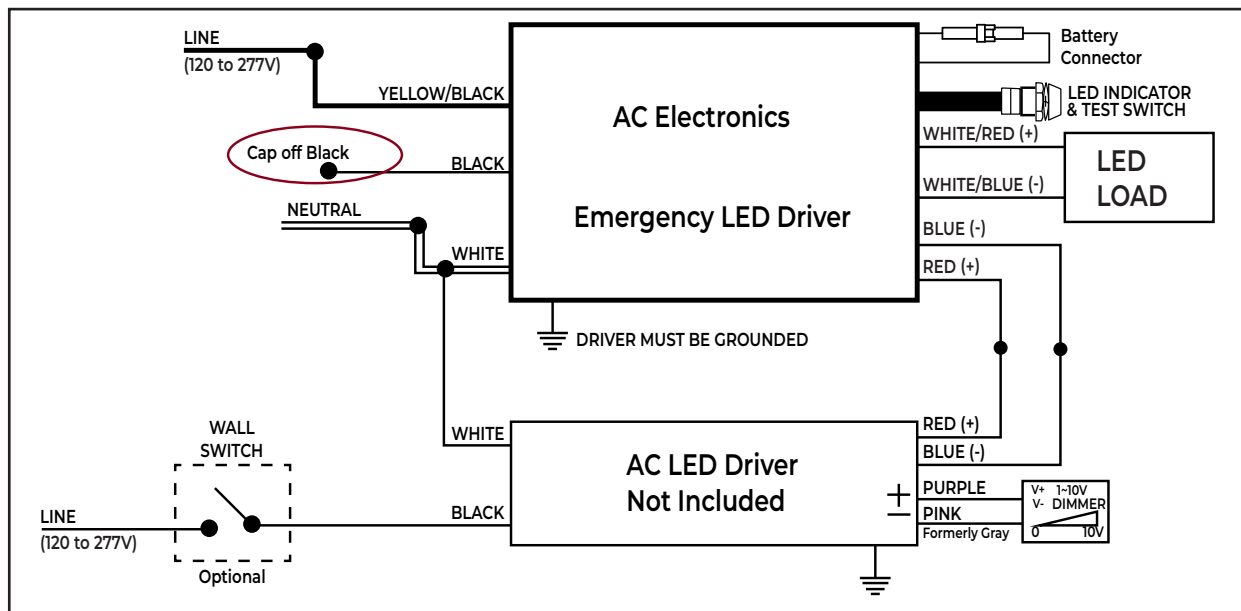 LINE
(120 to 277V)
YELLOW/BLACK
Cap off Black
BLACK
NEUTRAL
WHITE
AC Electronics
Emergency LED Driver
DRIVER MUST BE GROUNDED
Battery
Connector
LED INDICATOR
& TEST SWITCH
WHITE/RED (+)
WHITE/BLUE (-)
LED
LOAD
BLUE (-)
RED (+)
WALL
SWITCH
LINE
(120 to 277V)
Optional
WHITE
BLACK
AC LED Driver
Not Included
RED (+)
BLUE (-)
+ PURPLE
− PINK
Formerly Gray
V+ 1~10V
V- DIMMER
0 10V